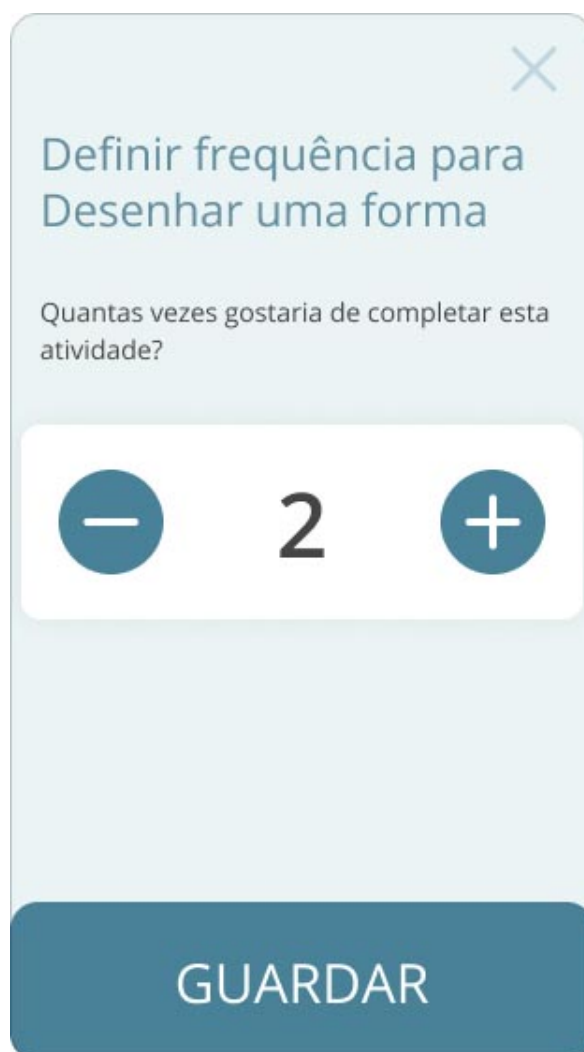 Definir frequência para
Desenhar uma forma
Quantas vezes gostaria de completar esta
atividade?
2
GUARDAR